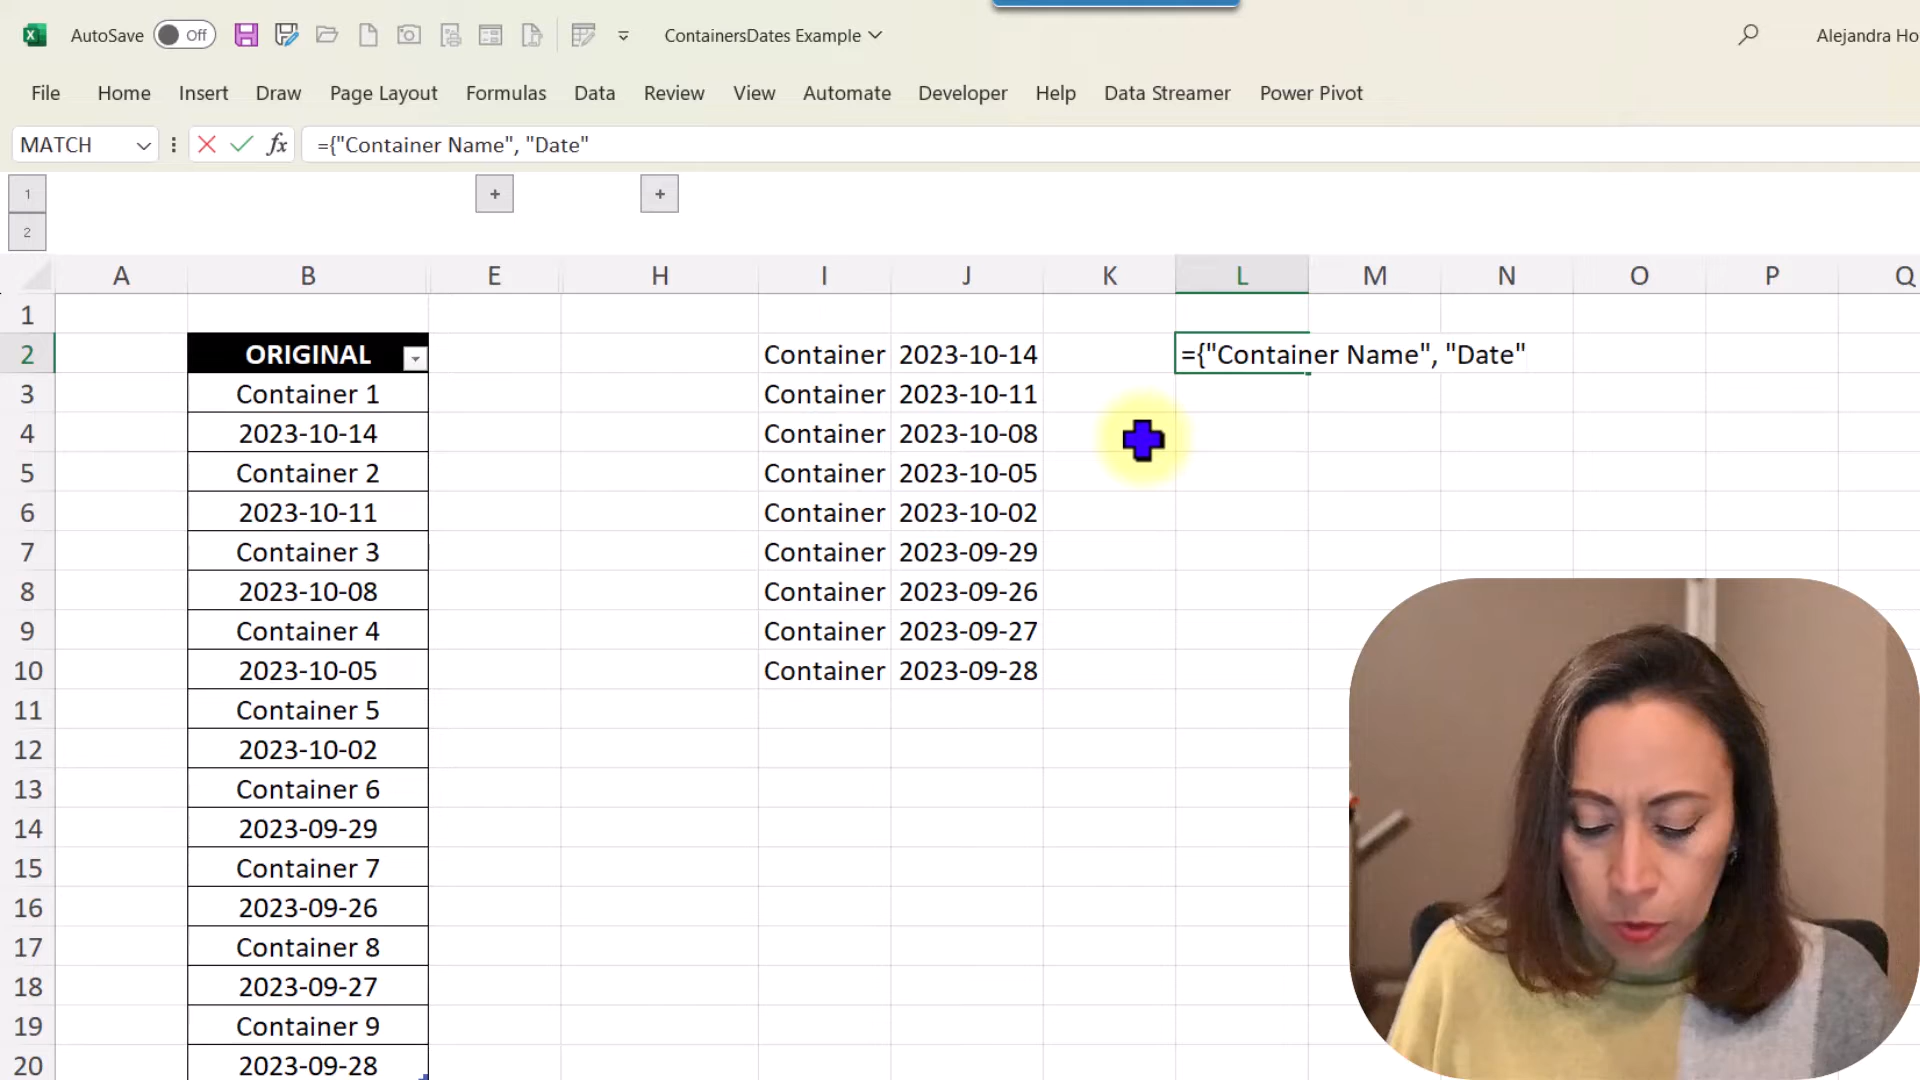 AutoSave Off ContainersDates Example Alejandra Ho
File Home Insert Draw Page Layout Formulas Data Review View Automate Developer Help Data Streamer Power Pivot
MATCH fx ={"Container Name", "Date"
1 + +
2
A B E H I J K L M N O P Q
1
2 ORIGINAL Container 2023-10-14 ={"Container Name", "Date"
3 Container 1 Container 2023-10-11
4 2023-10-14 Container 2023-10-08
5 Container 2 Container 2023-10-05
6 2023-10-11 Container 2023-10-02
7 Container 3 Container 2023-09-29
8 2023-10-08 Container 2023-09-26
9 Container 4 Container 2023-09-27
10 2023-10-05 Container 2023-09-28
11 Container 5
12 2023-10-02
13 Container 6
14 2023-09-29
15 Container 7
16 2023-09-26
17 Container 8
18 2023-09-27
19 Container 9
20 2023-09-28